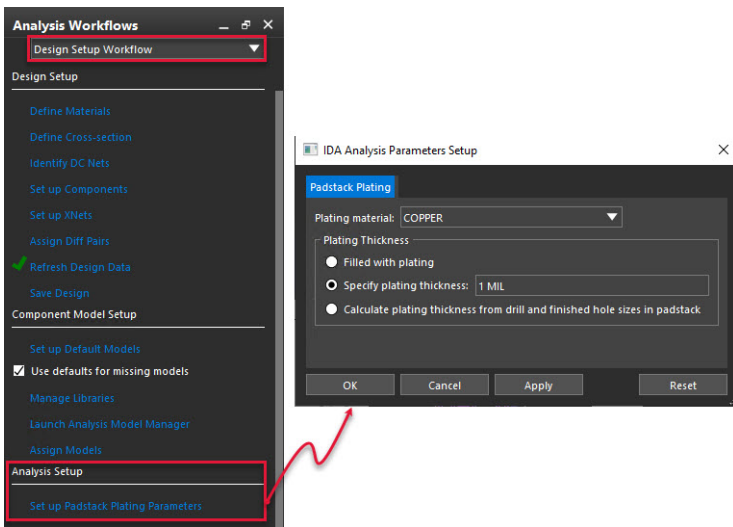 Analysis Workflows
Design Setup Workflow
Design Setup
Define Materials
Define Cross-section
Identify DC Nets
Set up Components
Set up XNets
Assign Diff Pairs
Refresh Design Data
Save Design
Component Model Setup
Set up Default Models
Use defaults for missing models
Manage Libraries
Launch Analysis Model Manager
Assign Models
Analysis Setup
Set up Padstack Plating Parameters
IDA Analysis Parameters Setup
Padstack Plating
Plating material: COPPER
Plating Thickness
Filled with plating
Specify plating thickness: 1 MIL
Calculate plating thickness from drill and finished hole sizes in padstack
OK Cancel Apply Reset